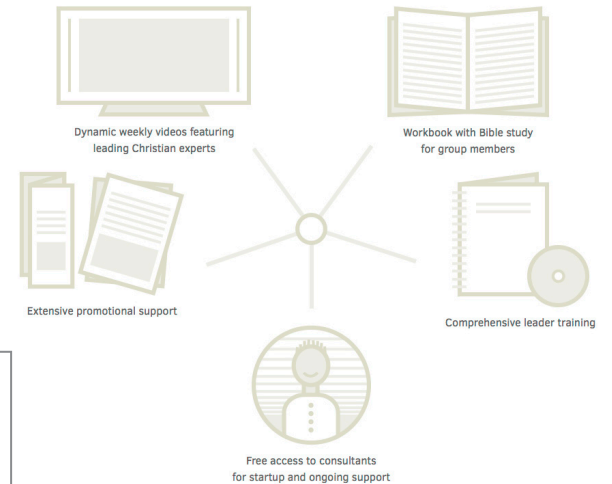 Dynamic weekly videos featuring
leading Christian experts
Workbook with Bible study
for group members
Extensive promotional support
Comprehensive leader training
Free access to consultants
for startup and ongoing support